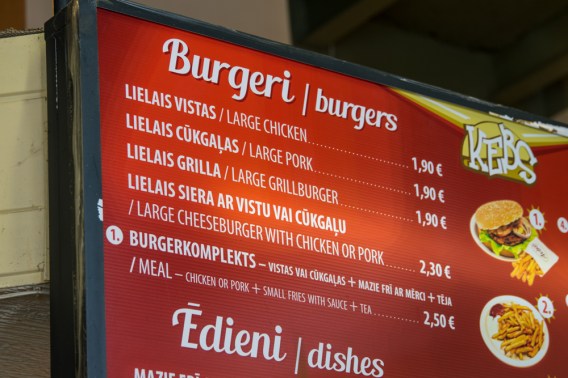 Burgeri | burgers
KEBS
LIELAIS VISTAS / LARGE CHICKEN 1,90 €
LIELAIS CŪKGAĻAS / LARGE PORK 1,90 €
LIELAIS GRILLA / LARGE GRILLBURGER 1,90 €
LIELAIS SIERA AR VISTU VAI CŪKGAĻU
/ LARGE CHEESEBURGER WITH CHICKEN OR PORK 2,30 €
1. BURGERKOMPLEKTS – VISTAS VAI CŪKGAĻAS + MAZIE FRĪ AR MĒRCI + TĒJA
/ MEAL – CHICKEN OR PORK + SMALL FRIES WITH SAUCE + TEA 2,50 €
1.
2.
Ēdieni | dishes
MAZIE FRĪ